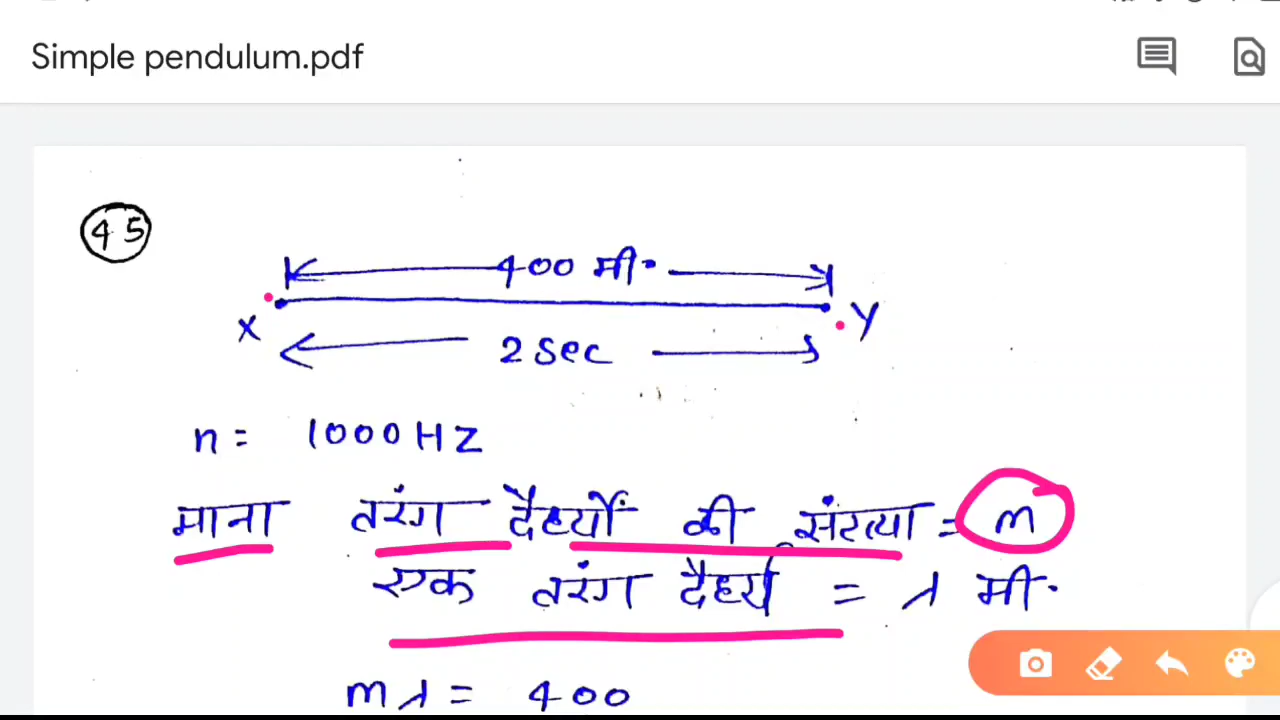 Simple pendulum.pdf
45
400 मी.
X Y
2 sec
n = 1000 HZ
माना तरंग दैर्ध्यों की संख्या = m
एक तरंग दैर्ध्य = λ मी.
mλ = 400